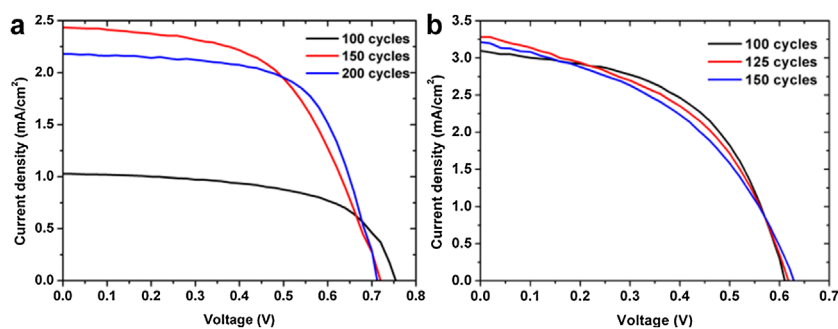 a
2.5
2.0
1.5
1.0
0.5
0.0
Current density (mA/cm²)
0.0 0.1 0.2 0.3 0.4 0.5 0.6 0.7 0.8
Voltage (V)
100 cycles
150 cycles
200 cycles
b
3.5
3.0
2.5
2.0
1.5
1.0
0.5
0.0
Current density (mA/cm²)
0.0 0.1 0.2 0.3 0.4 0.5 0.6 0.7
Voltage (V)
100 cycles
125 cycles
150 cycles